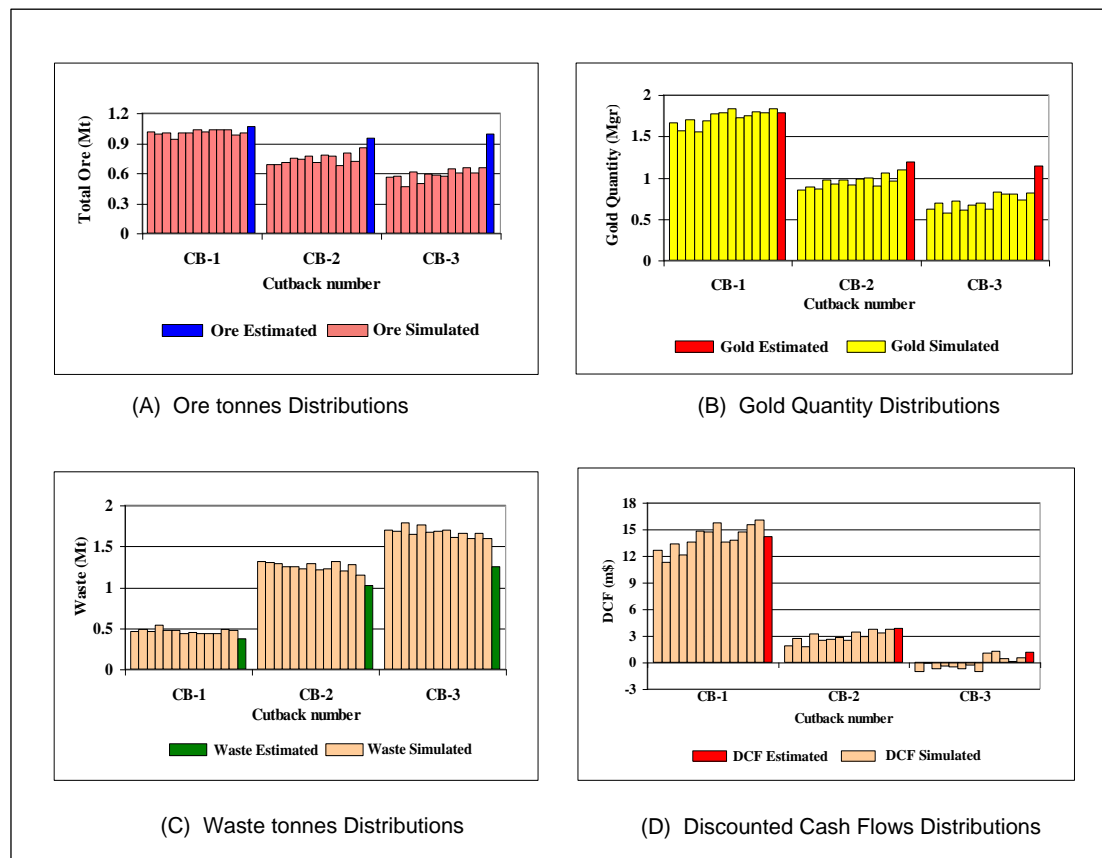 Total Ore (Mt)
1.2
0.9
0.6
0.3
0
CB-1 CB-2 CB-3
Cutback number
Ore Estimated Ore Simulated
(A) Ore tonnes Distributions
Gold Quantity (Mgr)
2
1.5
1
0.5
0
CB-1 CB-2 CB-3
Cutback number
Gold Estimated Gold Simulated
(B) Gold Quantity Distributions
Waste (Mt)
2
1.5
1
0.5
0
CB-1 CB-2 CB-3
Cutback number
Waste Estimated Waste Simulated
(C) Waste tonnes Distributions
DCF (m$)
18
15
12
9
6
3
0
-3
CB-1 CB-2 CB-3
Cutback number
DCF Estimated DCF Simulated
(D) Discounted Cash Flows Distributions